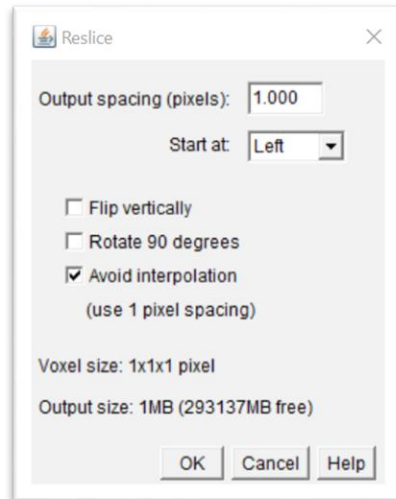 Reslice
Output spacing (pixels): 1.000
Start at: Left
Flip vertically
Rotate 90 degrees
Avoid interpolation
(use 1 pixel spacing)
Voxel size: 1x1x1 pixel
Output size: 1MB (293137MB free)
OK Cancel Help